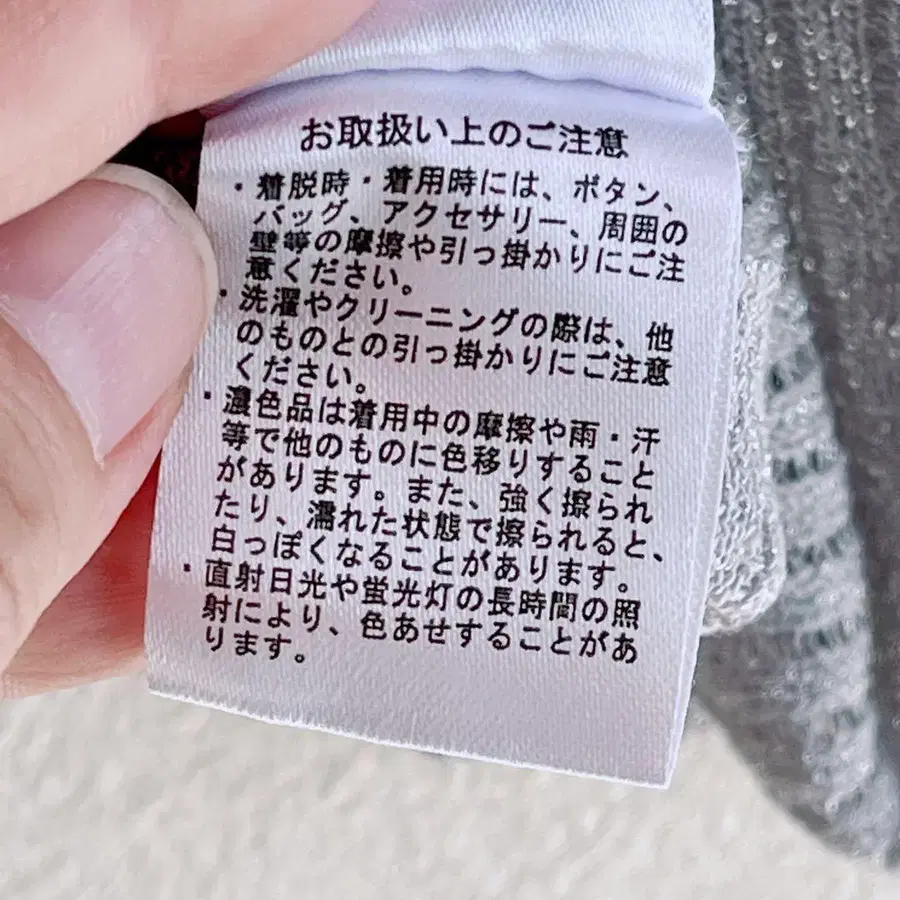 お取扱い上のご注意
・着脱時・着用時には、ボタン、
バッグ、アクセサリー、周囲の
壁等の摩擦や引っ掛かりにご注
意ください。
・洗濯やクリーニングの際は、他
のものとの引っ掛かりにご注意
ください。
・濃色品は着用中の摩擦や雨・汗
等で他のものに色移りすること
があります。また、強く擦られ
たり、濡れた状態で擦られると、
白っぽくなることがあります。
・直射日光や蛍光灯の長時間の照
射により、色あせすることがあ
ります。